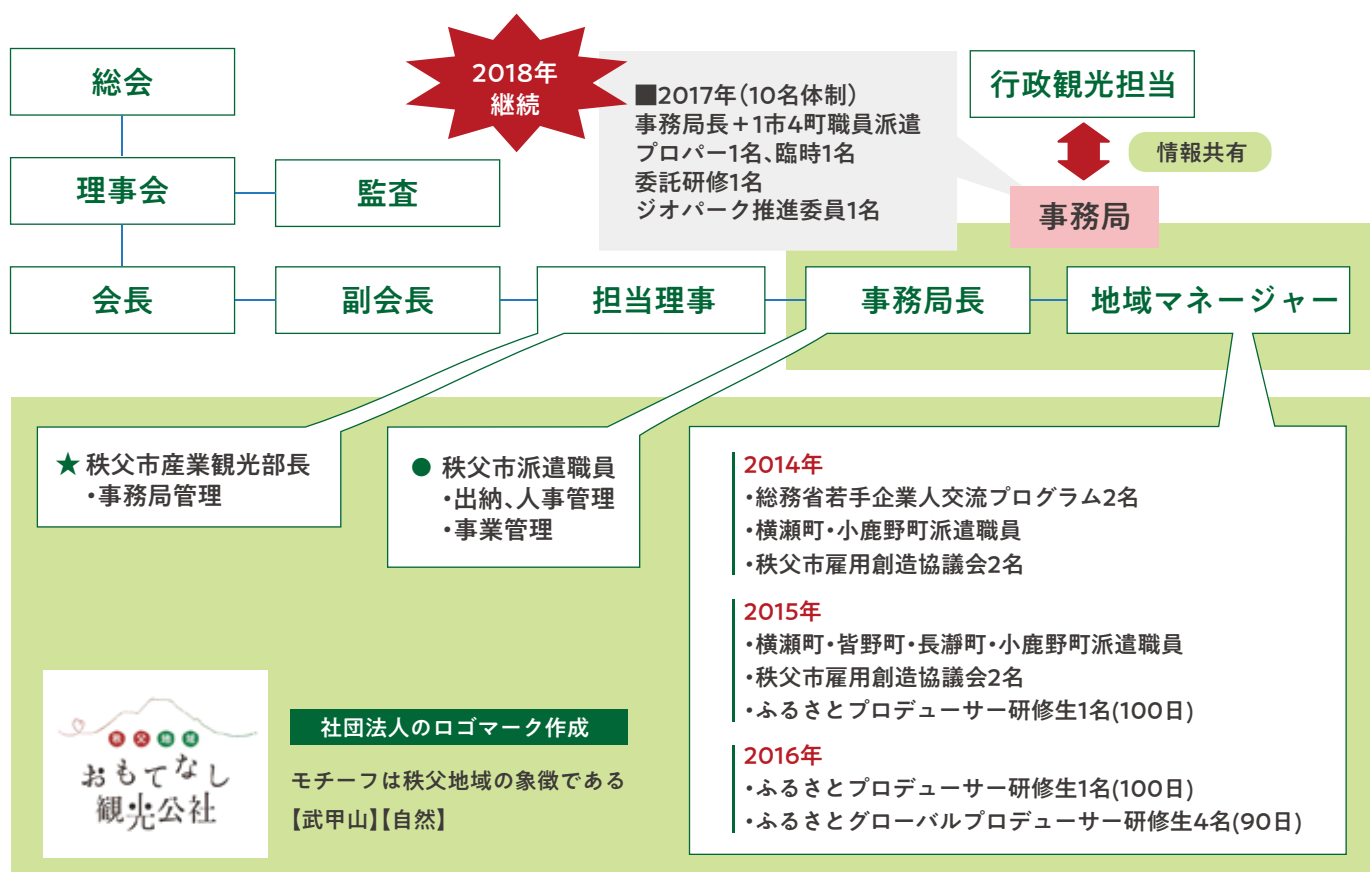 総会
2018年
継続
■2017年(10名体制)
事務局長＋1市4町職員派遣
プロパー1名、臨時1名
委託研修1名
ジオパーク推進委員1名
行政観光担当
情報共有
事務局
理事会
監査
会長
副会長
担当理事
事務局長
地域マネージャー
★ 秩父市産業観光部長
・事務局管理
● 秩父市派遣職員
・出納、人事管理
・事業管理
2014年
・総務省若手企業人交流プログラム2名
・横瀬町・小鹿野町派遣職員
・秩父市雇用創造協議会2名
2015年
・横瀬町・皆野町・長瀞町・小鹿野町派遣職員
・秩父市雇用創造協議会2名
・ふるさとプロデューサー研修生1名(100日)
2016年
・ふるさとプロデューサー研修生1名(100日)
・ふるさとグローバルプロデューサー研修生4名(90日)
秩父地域
おもてなし
観光公社
社団法人のロゴマーク作成
モチーフは秩父地域の象徴である
【武甲山】【自然】